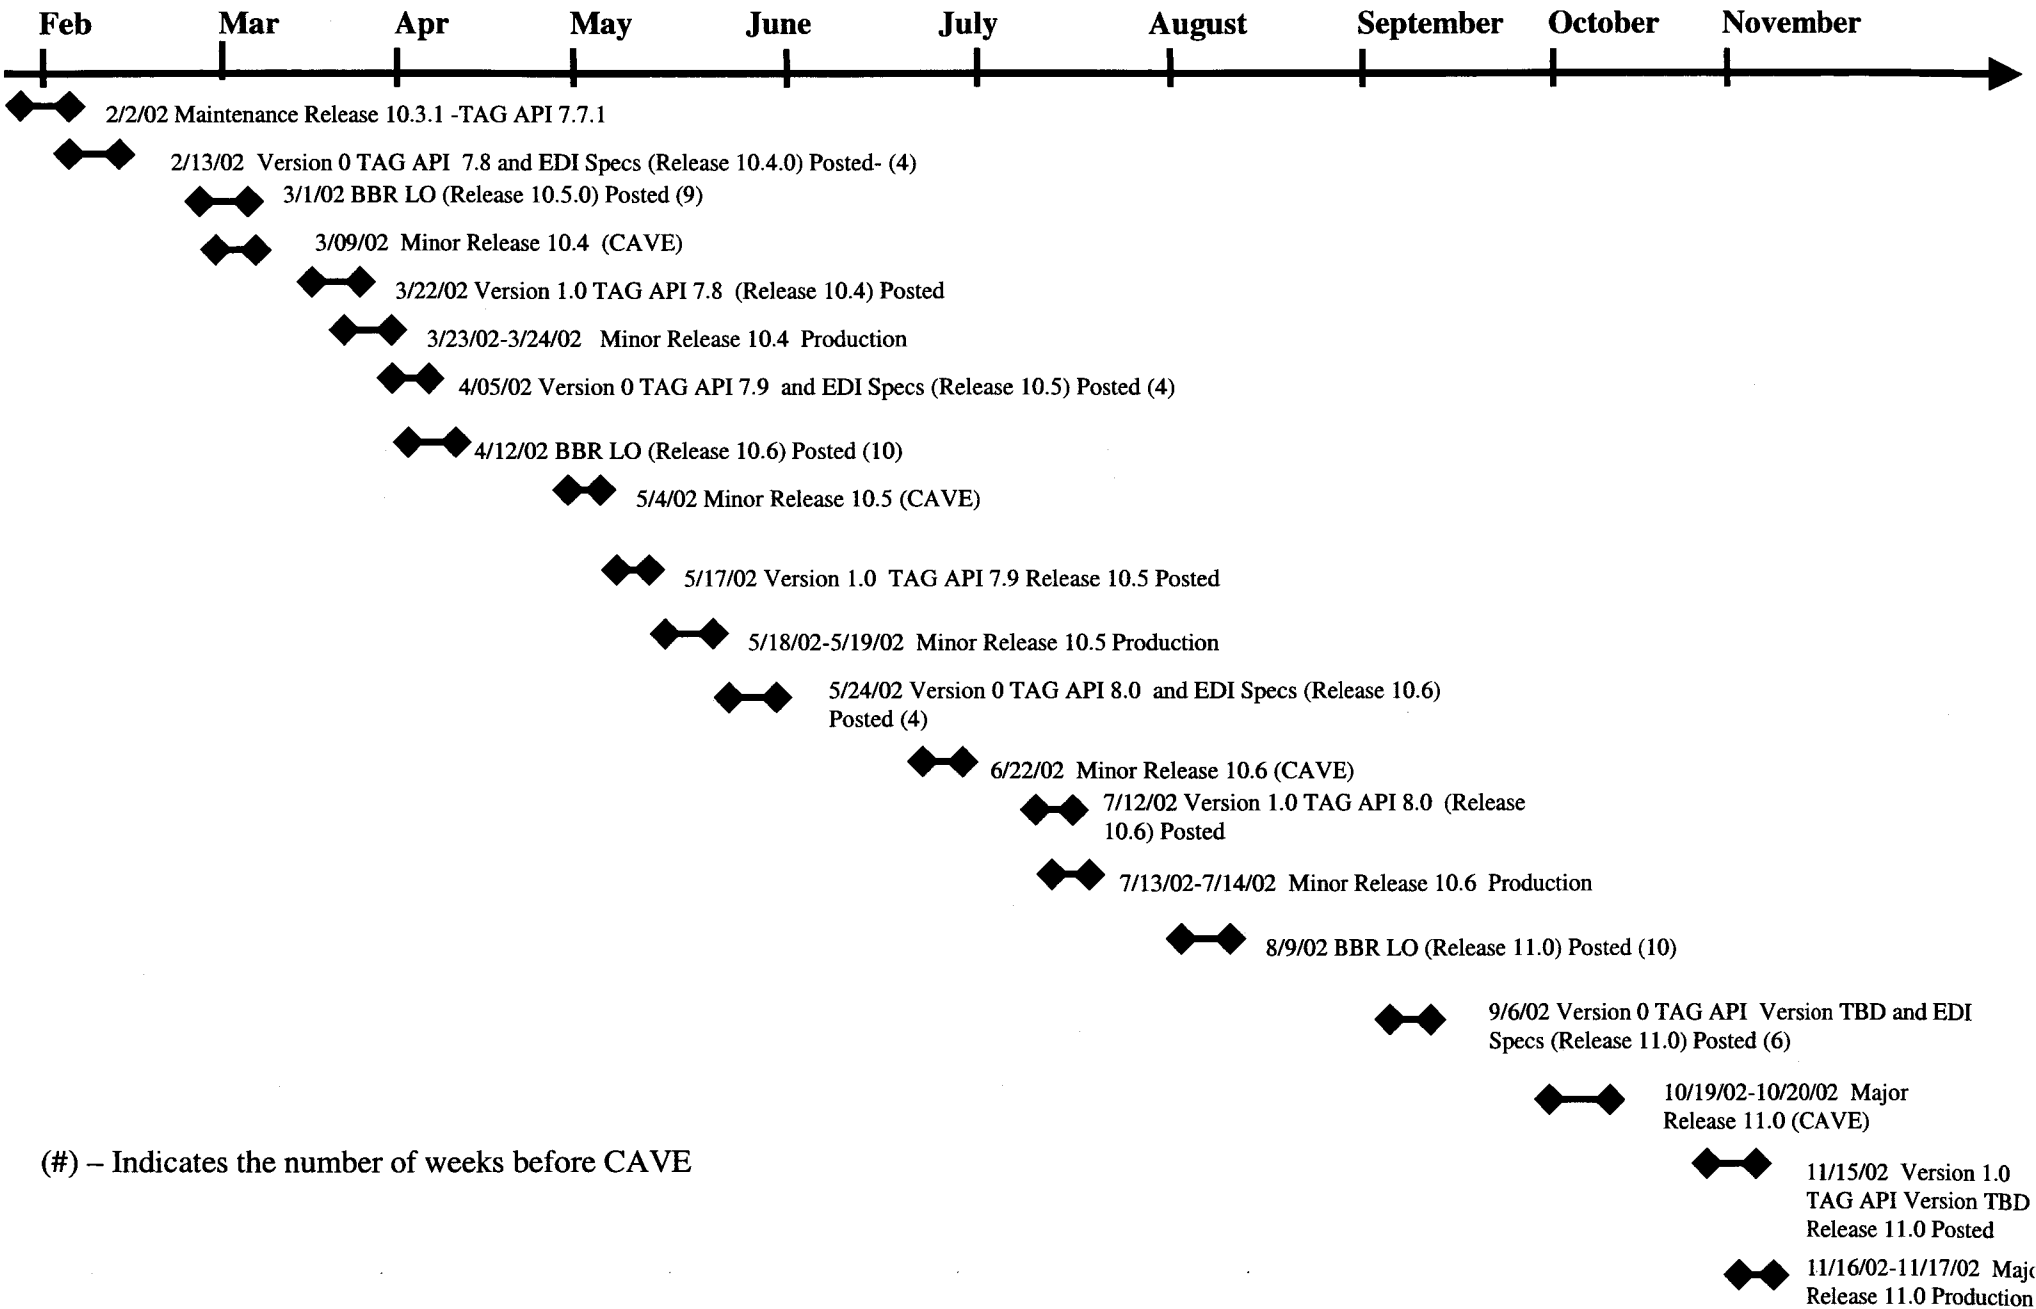 Feb Mar Apr May June July August September October November
2/2/02 Maintenance Release 10.3.1 -TAG API 7.7.1
2/13/02 Version 0 TAG API 7.8 and EDI Specs (Release 10.4.0) Posted- (4)
3/1/02 BBR LO (Release 10.5.0) Posted (9)
3/09/02 Minor Release 10.4 (CAVE)
3/22/02 Version 1.0 TAG API 7.8 (Release 10.4) Posted
3/23/02-3/24/02 Minor Release 10.4 Production
4/05/02 Version 0 TAG API 7.9 and EDI Specs (Release 10.5) Posted (4)
4/12/02 BBR LO (Release 10.6) Posted (10)
5/4/02 Minor Release 10.5 (CAVE)
5/17/02 Version 1.0 TAG API 7.9 Release 10.5 Posted
5/18/02-5/19/02 Minor Release 10.5 Production
5/24/02 Version 0 TAG API 8.0 and EDI Specs (Release 10.6)
Posted (4)
6/22/02 Minor Release 10.6 (CAVE)
7/12/02 Version 1.0 TAG API 8.0 (Release
10.6) Posted
7/13/02-7/14/02 Minor Release 10.6 Production
8/9/02 BBR LO (Release 11.0) Posted (10)
9/6/02 Version 0 TAG API Version TBD and EDI
Specs (Release 11.0) Posted (6)
10/19/02-10/20/02 Major
Release 11.0 (CAVE)
(#) – Indicates the number of weeks before CAVE
11/15/02 Version 1.0
TAG API Version TBD
Release 11.0 Posted
11/16/02-11/17/02
Release 11.0 Production